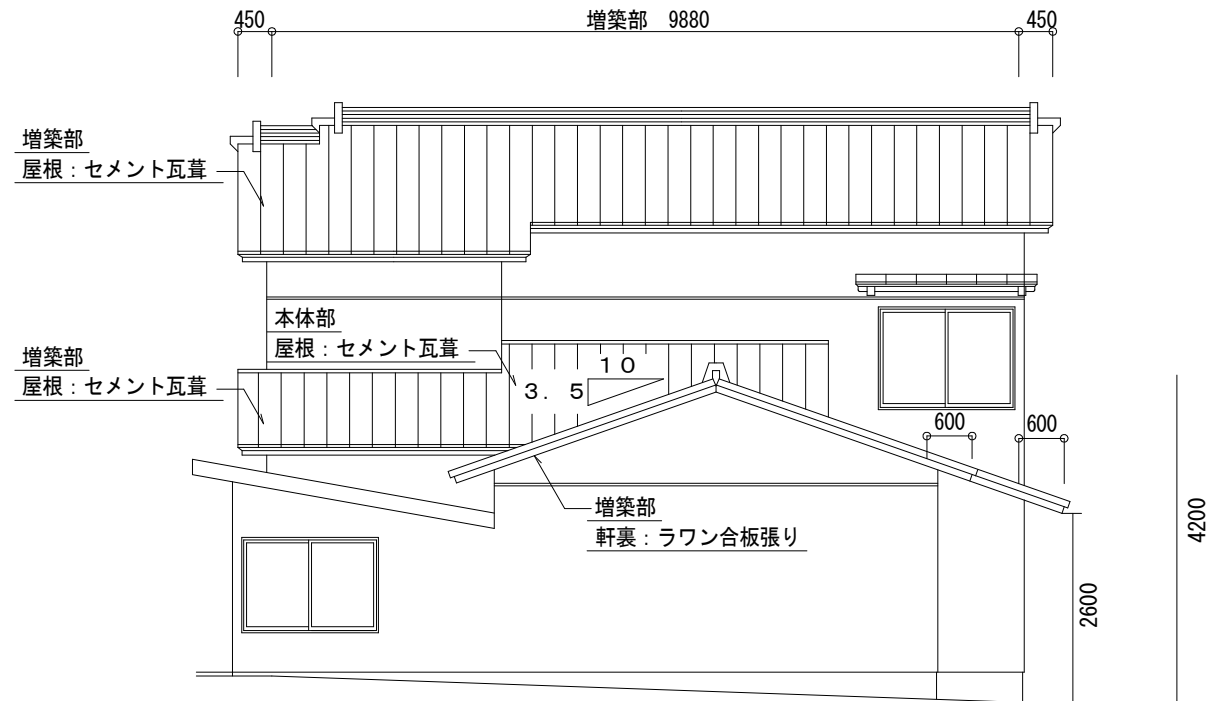 450
増築部 9880
450
増築部
屋根：セメント瓦葺
本体部
屋根：セメント瓦葺
増築部
屋根：セメント瓦葺
10
3.5
600
600
増築部
軒裏：ラワン合板張り
4200
2600